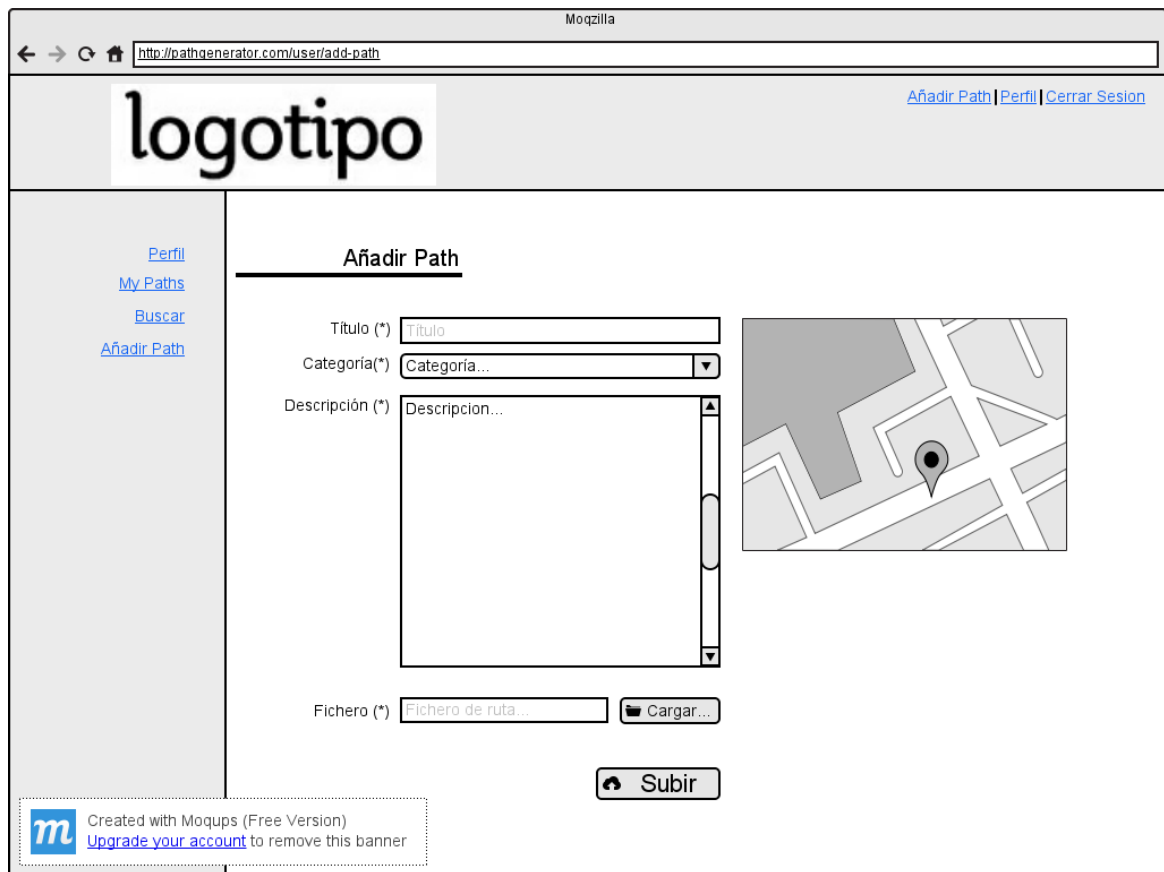 Moqzilla
http://pathgenerator.com/user/add-path
logotipo
Añadir Path|Perfil|Cerrar Sesion
Perfil
My Paths
Buscar
Añadir Path
Añadir Path
Título (*) Título
Categoría(*) Categoría...
Descripción (*) Descripcion...
Fichero (*) Fichero de ruta... Cargar...
Subir
m
Created with Moqups (Free Version)
Upgrade your account to remove this banner